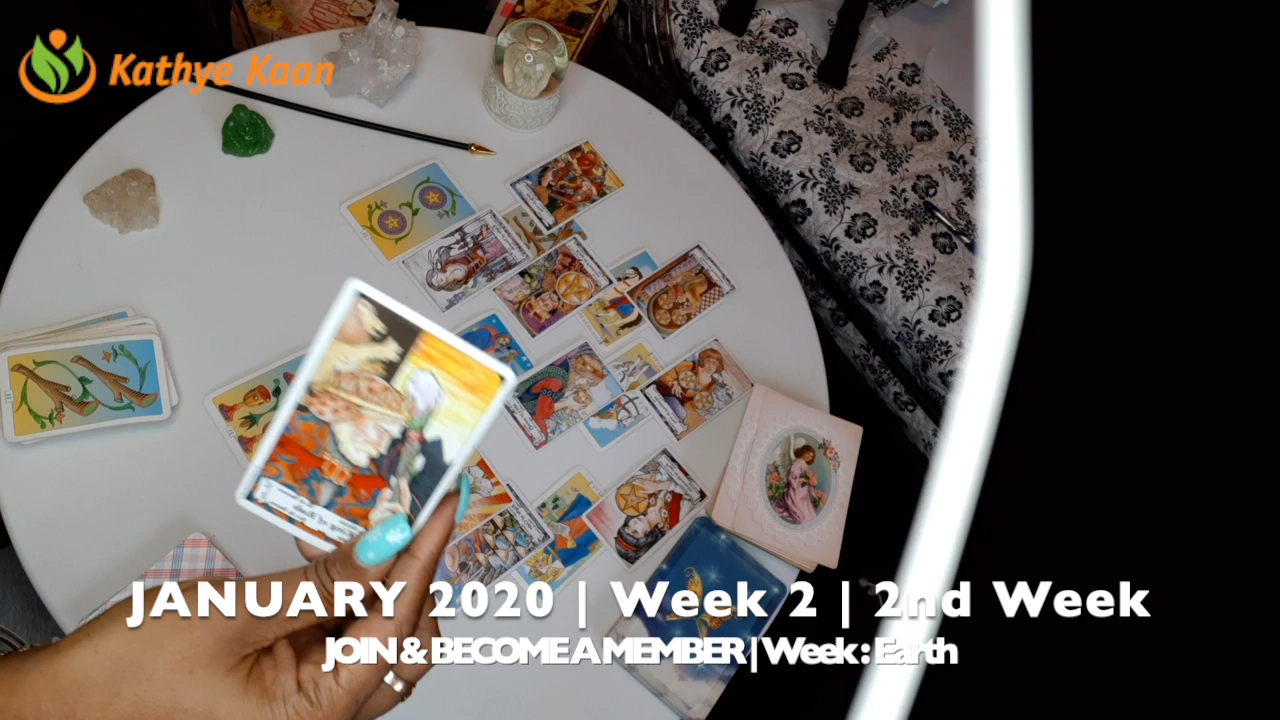 Kathye Kaan
JANUARY 2020 | Week 2 | 2nd Week
JOIN & BECOME A MEMBER | Week : Earth